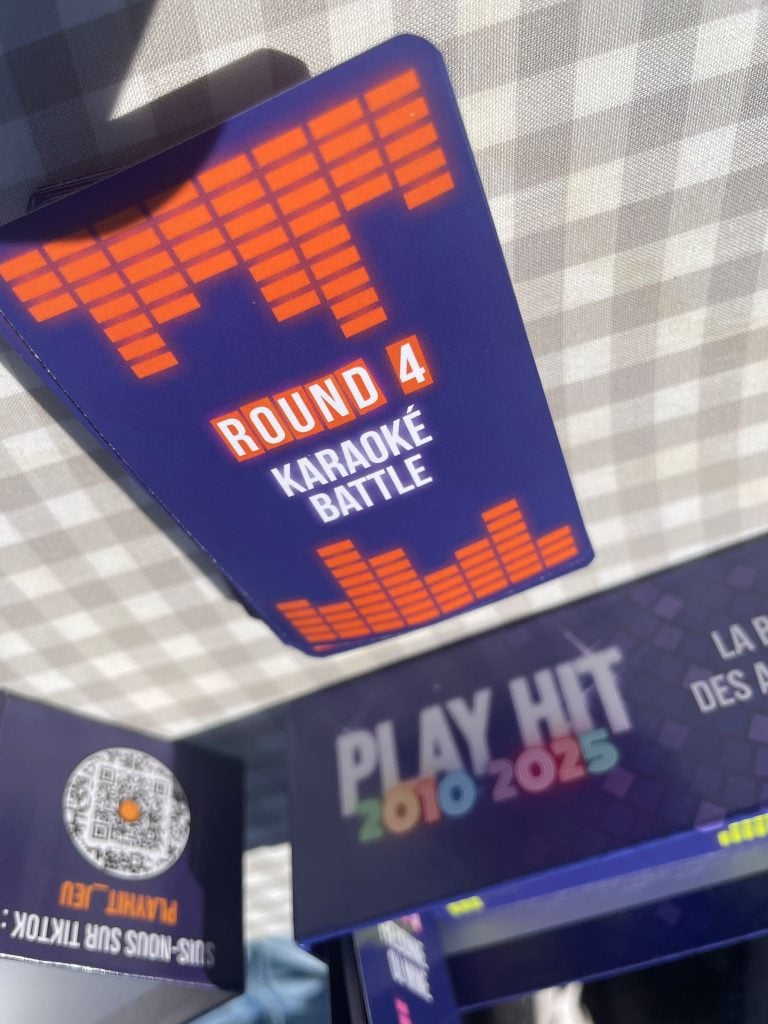 ROUND 4
KARAOKÉ
BATTLE
PLAY HIT
2010 2025
LA
DES
SUIS-NOUS SUR TIKTOK :
PLAYHIT_JEU